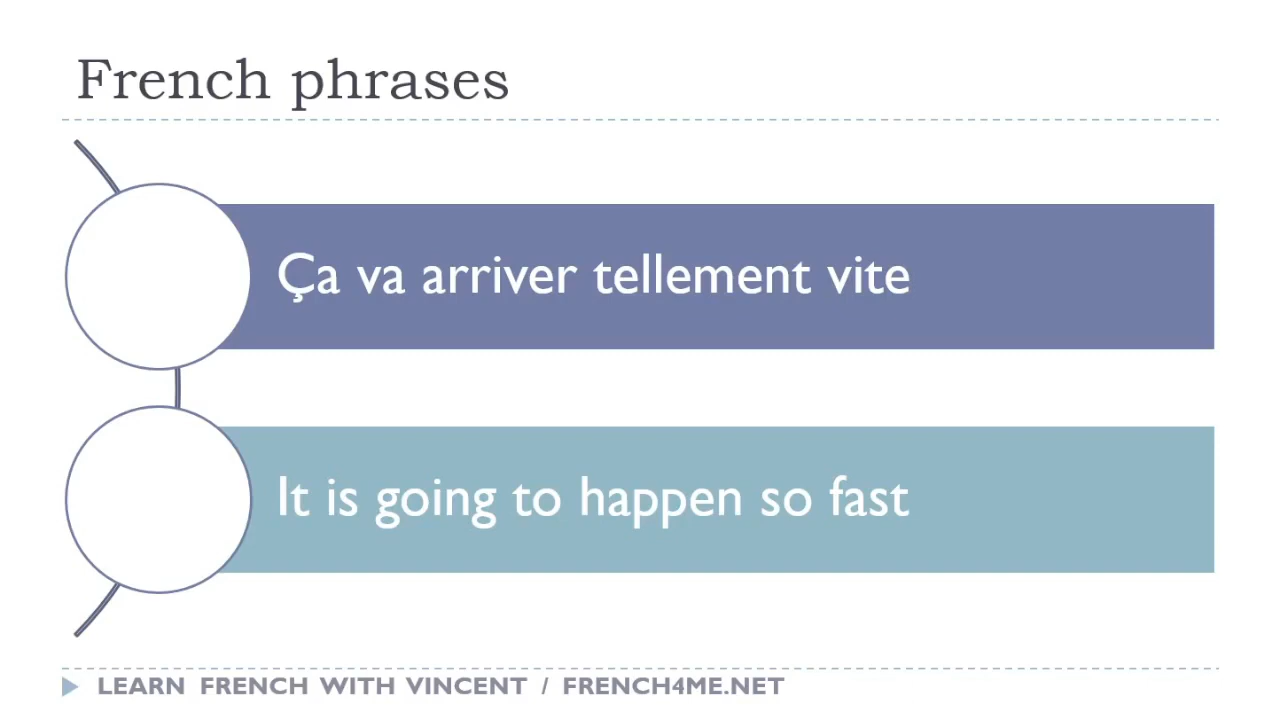 French phrases
Ça va arriver tellement vite
It is going to happen so fast
LEARN FRENCH WITH VINCENT / FRENCH4ME.NET